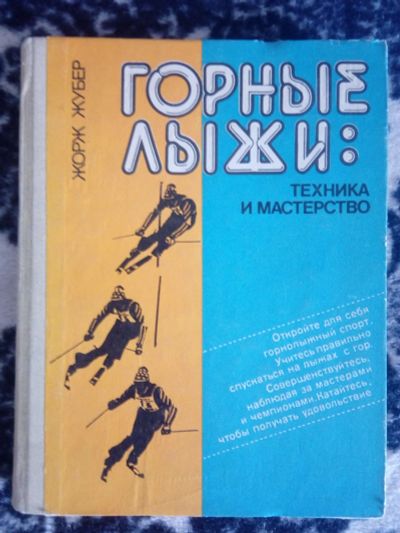 ЖОРЖ ЖУБЕР
ГОРНЫЕ
ЛЫЖИ:
ТЕХНИКА
И МАСТЕРСТВО
Откройте для себя
горнолыжный спорт.
Учитесь правильно
спускаться на лыжах с гор.
Совершенствуйтесь,
наблюдая за мастерами
и чемпионами. Катайтесь,
чтобы получать удовольствие